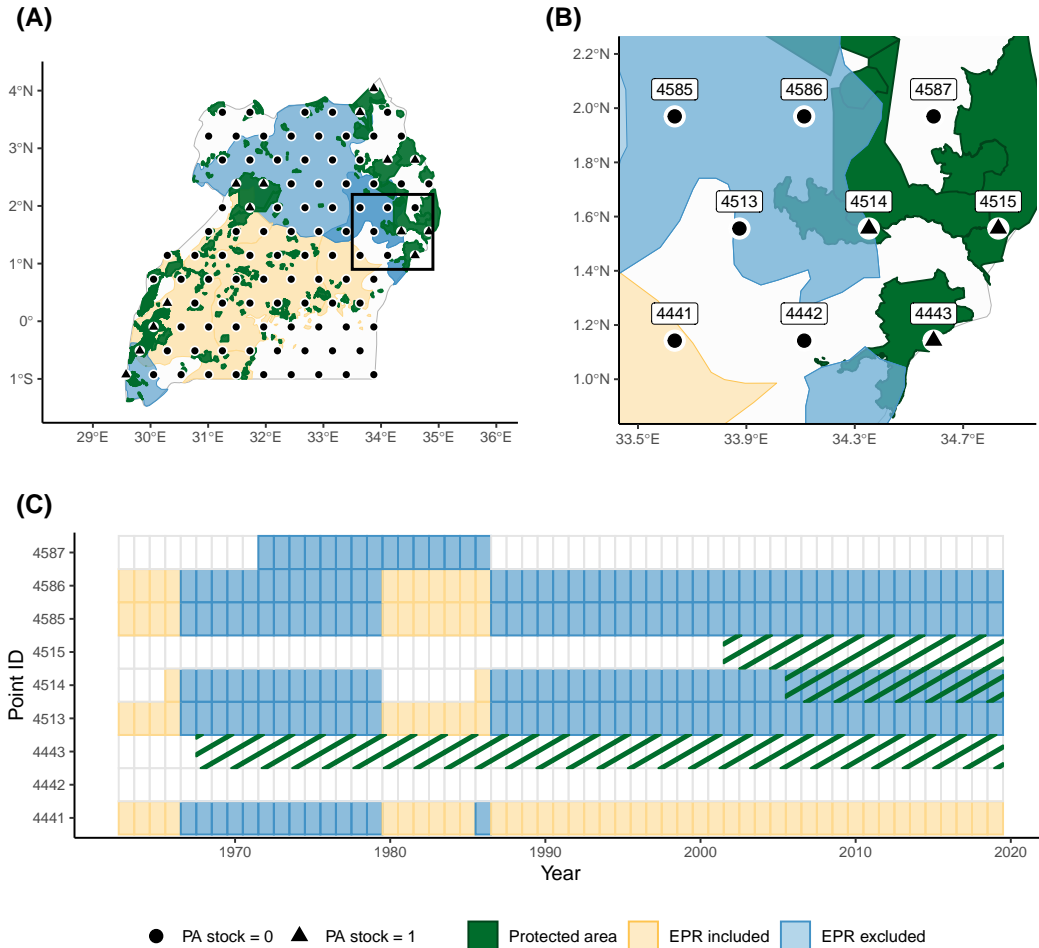 (A)
4°N
3°N
2°N
1°N
0°
1°S
29°E 30°E 31°E 32°E 33°E 34°E 35°E 36°E
(B)
2.2°N
2.0°N
1.8°N
1.6°N
1.4°N
1.2°N
1.0°N
4585 4586 4587
4513 4514 4515
4441 4442 4443
33.5°E 33.9°E 34.3°E 34.7°E
(C)
Point ID
4587
4586
4585
4515
4514
4513
4443
4442
4441
1970 1980 1990 2000 2010 2020
Year
PA stock = 0 PA stock = 1 Protected area EPR included EPR excluded